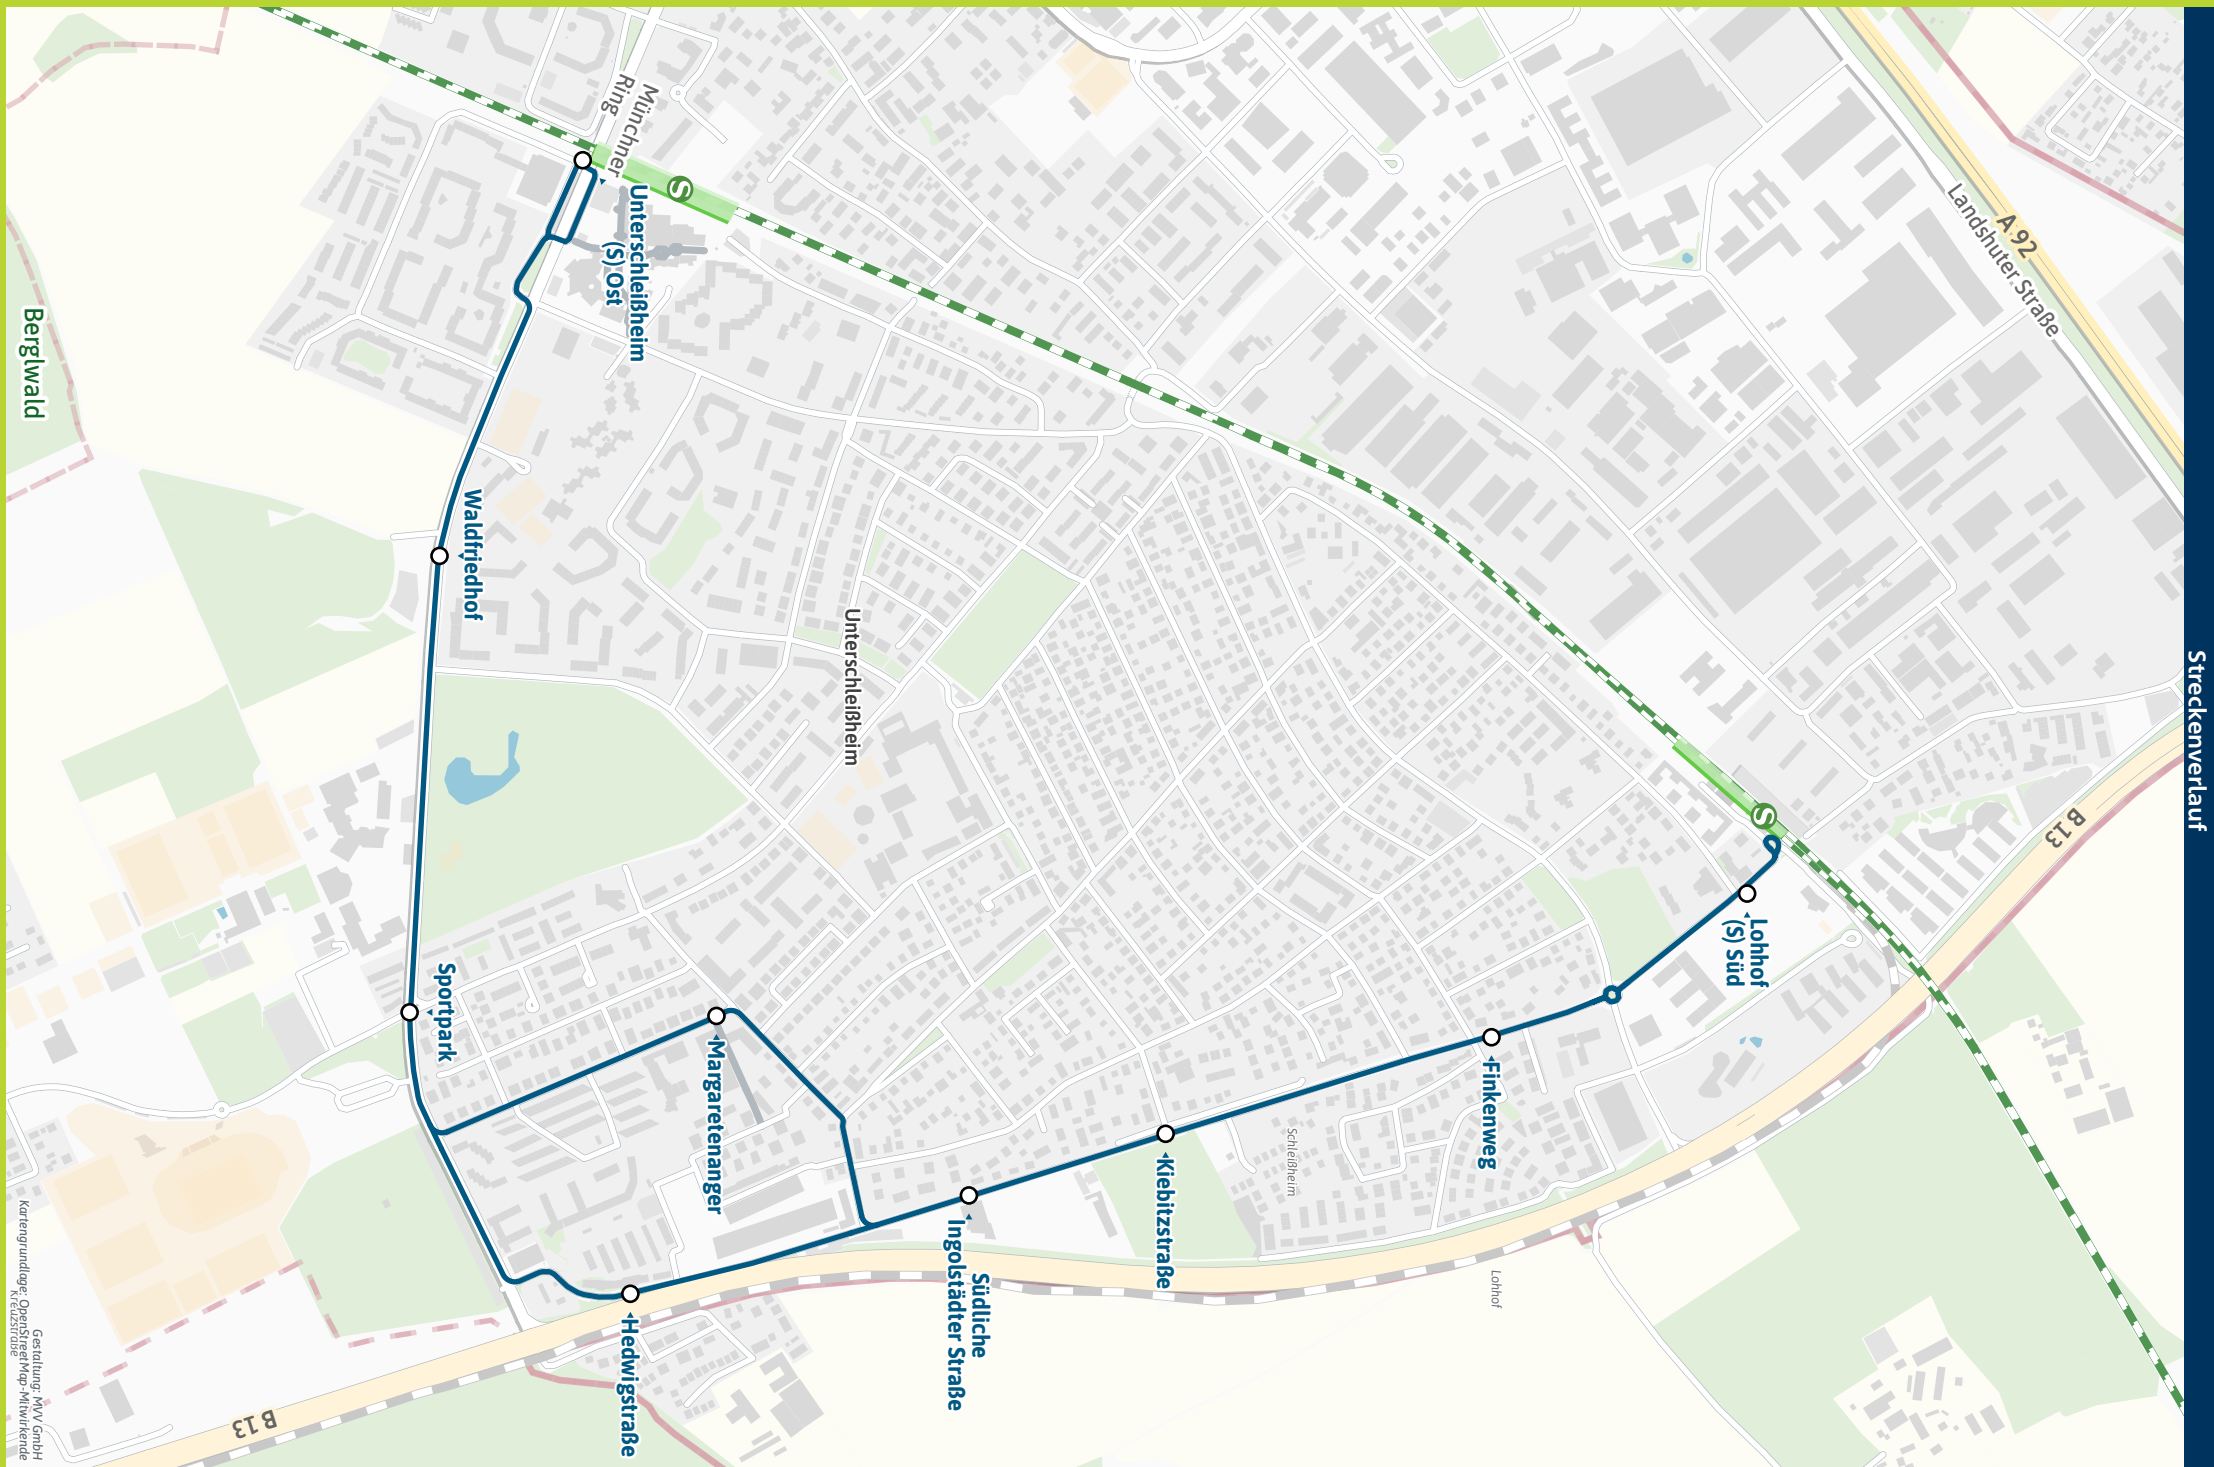 Streckenverlauf
A 92
Landshuter Straße
Münchner
Ring
S
Unterschleißheim
(S) Ost
Berglwald
Waldfriedhof
Unterschleißheim
S
B 13
Lohhof
(S) Süd
Sportpark
Margaretenanger
Finkenweg
Kiebitzstraße
Schleißheim
Südliche
Ingolstädter Straße
Lohhof
Hedwigstraße
B 13
Kreuzstraße
Gestaltung: MVV GmbH
Kartengrundlage: OpenStreetMap-Mitwirkende